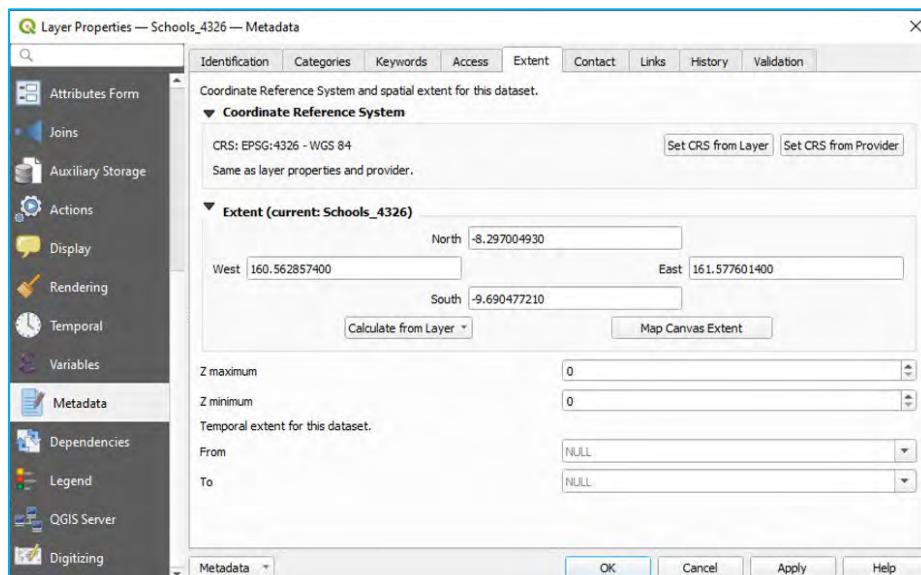 Layer Properties — Schools_4326 — Metadata
Identification Categories Keywords Access Extent Contact Links History Validation
Attributes Form
Joins
Auxiliary Storage
Actions
Display
Rendering
Temporal
Variables
Metadata
Dependencies
Legend
QGIS Server
Digitizing
Coordinate Reference System and spatial extent for this dataset.
Coordinate Reference System
CRS: EPSG:4326 - WGS 84 Set CRS from Layer Set CRS from Provider
Same as layer properties and provider.
Extent (current: Schools_4326)
North -8.297004930
West 160.562857400 East 161.577601400
South -9.690477210
Calculate from Layer Map Canvas Extent
Z maximum 0
Z minimum 0
Temporal extent for this dataset.
From NULL
To NULL
Metadata OK Cancel Apply Help